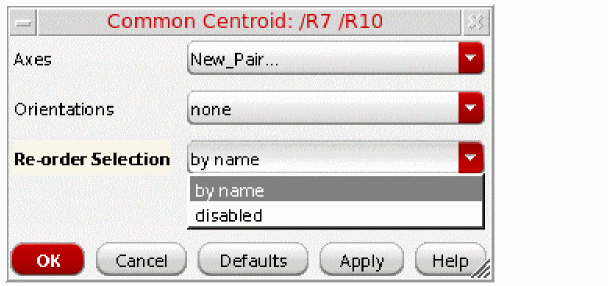 Common Centroid: /R7 /R10
Axes New_Pair...
Orientations none
Re-order Selection by name
by name
disabled
OK Cancel Defaults Apply Help